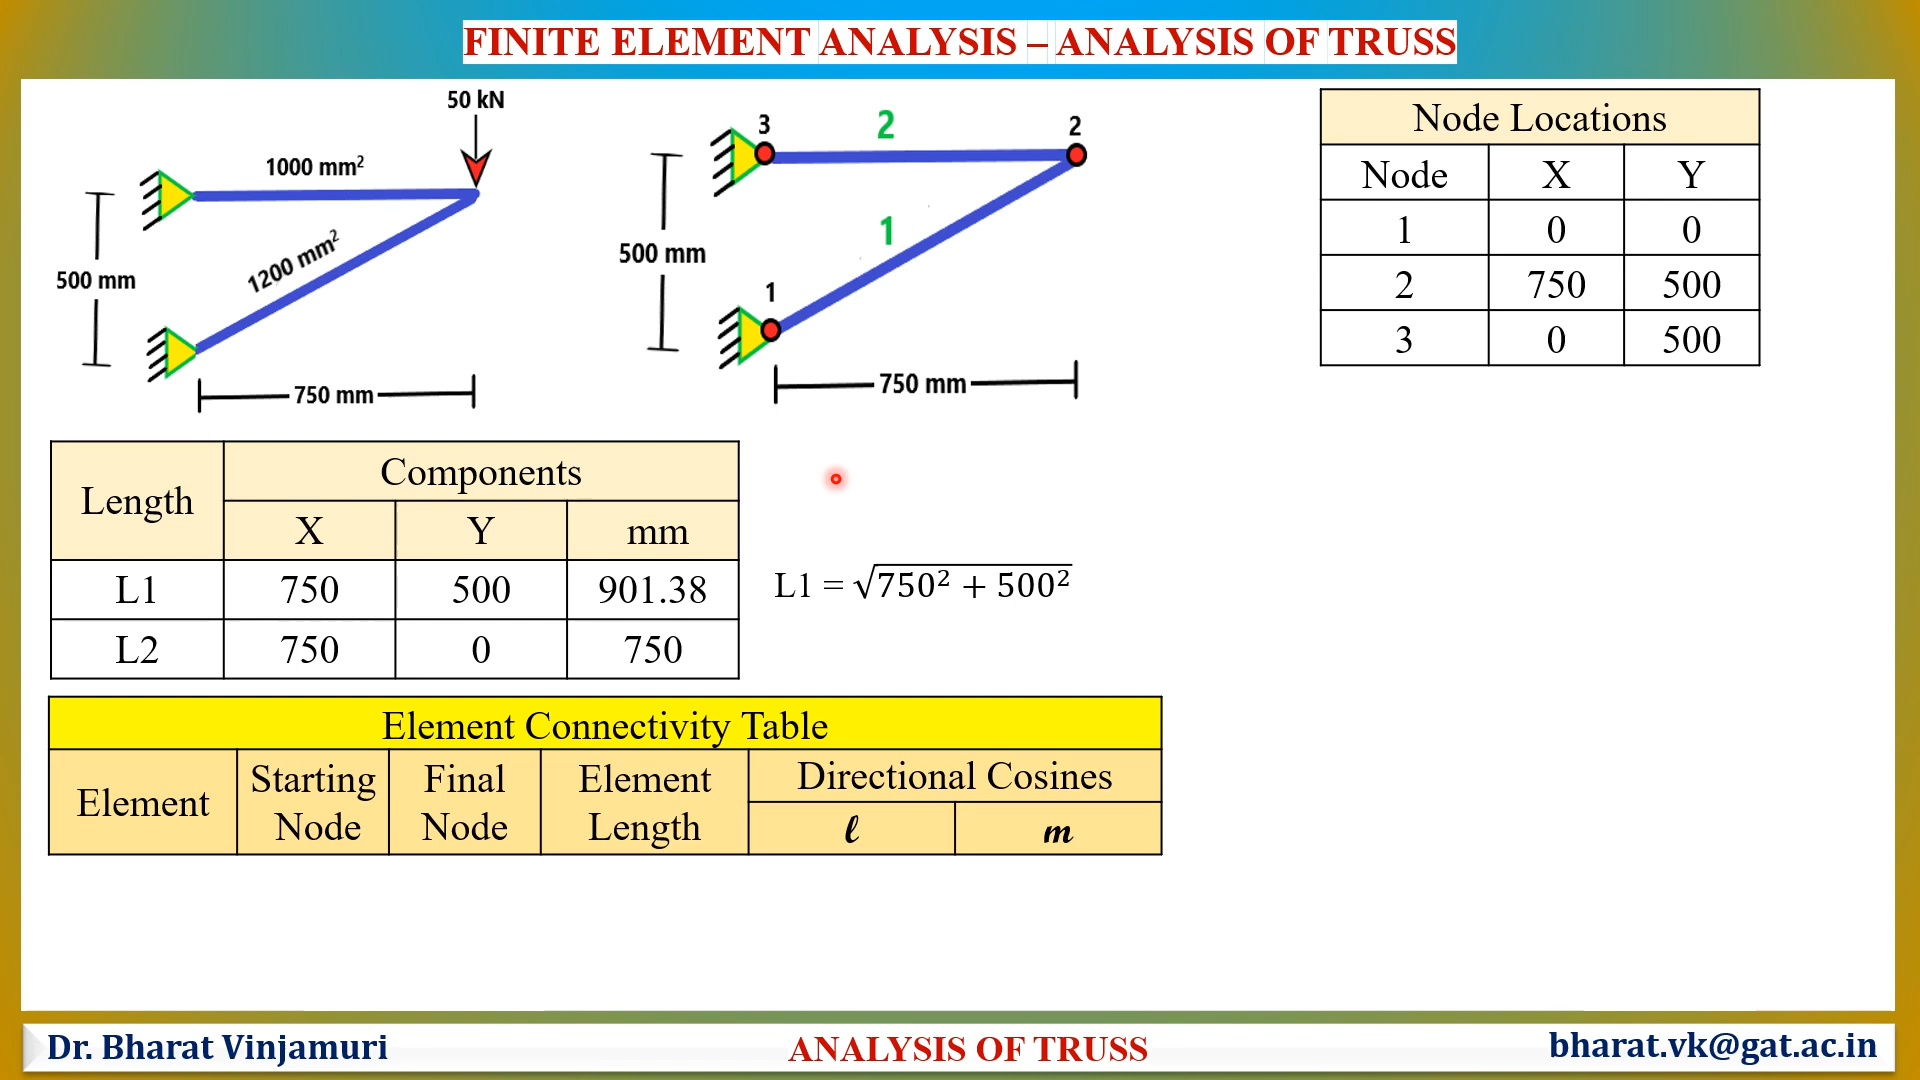 FINITE ELEMENT ANALYSIS – ANALYSIS OF TRUSS
50 kN
1000 mm²
1200 mm²
500 mm
750 mm
3
2
2
1
1
500 mm
750 mm
Node Locations
Node X Y
1 0 0
2 750 500
3 0 500
Length Components
X Y mm
L1 750 500 901.38
L2 750 0 750
L1 = √750² + 500²
Element Connectivity Table
Element Starting Node Final Node Element Length Directional Cosines
ℓ m
Dr. Bharat Vinjamuri
ANALYSIS OF TRUSS
bharat.vk@gat.ac.in